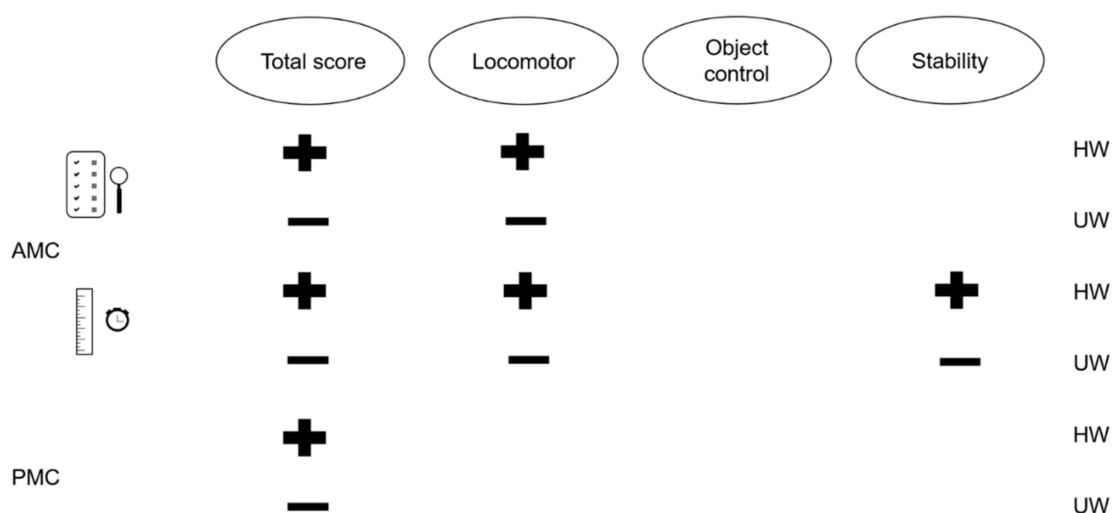 Total score
Locomotor
Object
control
Stability
HW
UW
AMC
HW
UW
HW
PMC
UW